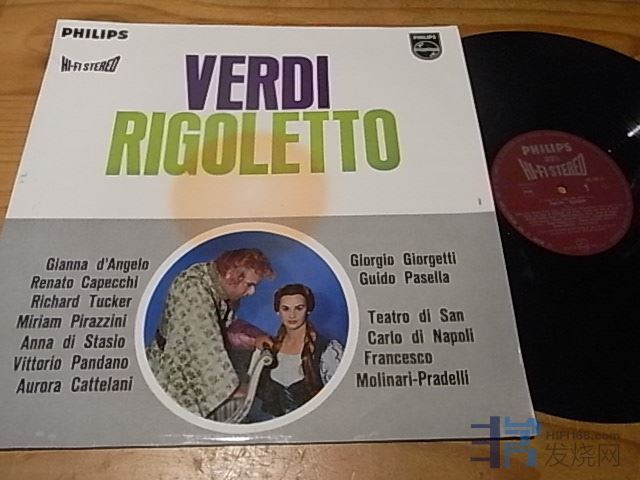 PHILIPS
HI-FI STEREO
PHILIPS
VERDI
RIGOLETTO
Gianna d'Angelo
Renato Capecchi
Richard Tucker
Miriam Pirazzini
Anna di Stasio
Vittorio Pandano
Aurora Cattelani
Giorgio Giorgetti
Guido Pasella
Teatro di San
Carlo di Napoli
Francesco
Molinari-Pradelli
PHILIPS
HI-FI STEREO
1
HIFI168.com
发烧网